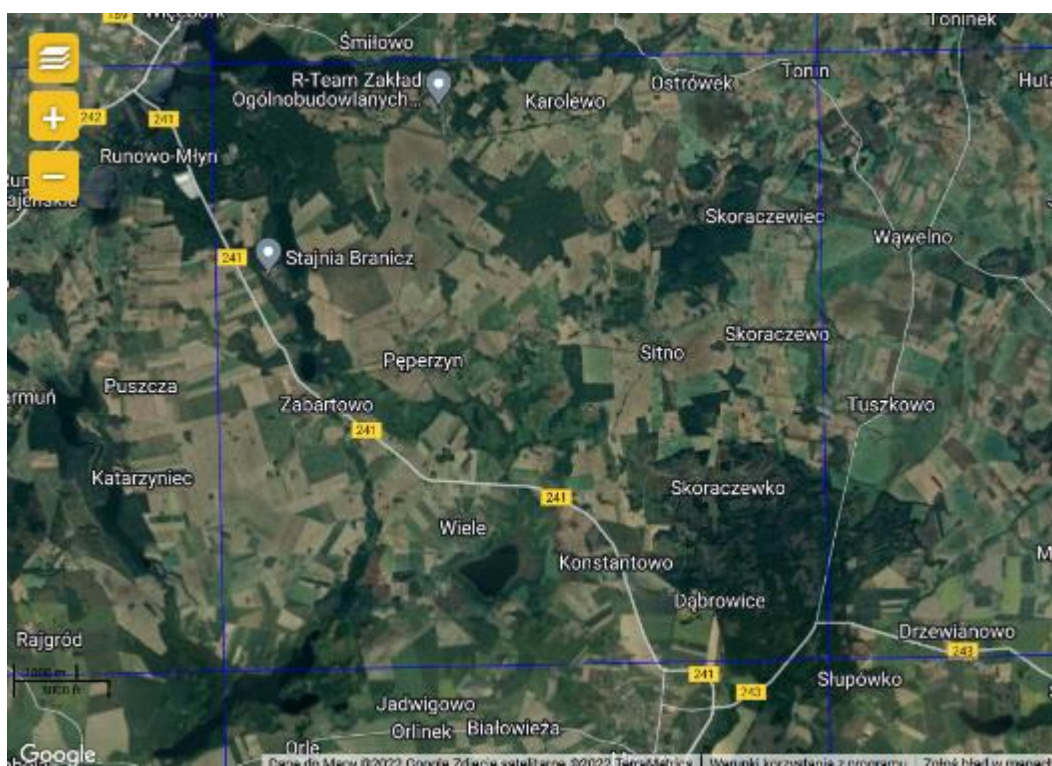 Śmiłowo
Toninek
R-Team Zakład
Ogólnobudowlanych...
Karolewo
Ostrówek
Tonin
+
242
241
Runowo-Młyn
−
Skoraczewiec
Wąwelno
241
Stajnia Branicz
Skoraczewo
Pęperzyn
Sitno
Puszcza
Zabartowo
Tuszkowo
241
Katarzyniec
Skoraczewko
241
Wiele
Konstantowo
Dąbrowice
Rajgród
Drzewianowo
243
1000 m
241
Słupówko
243
Jadwigowo
Orlinek
Białowieża
Orle
Google